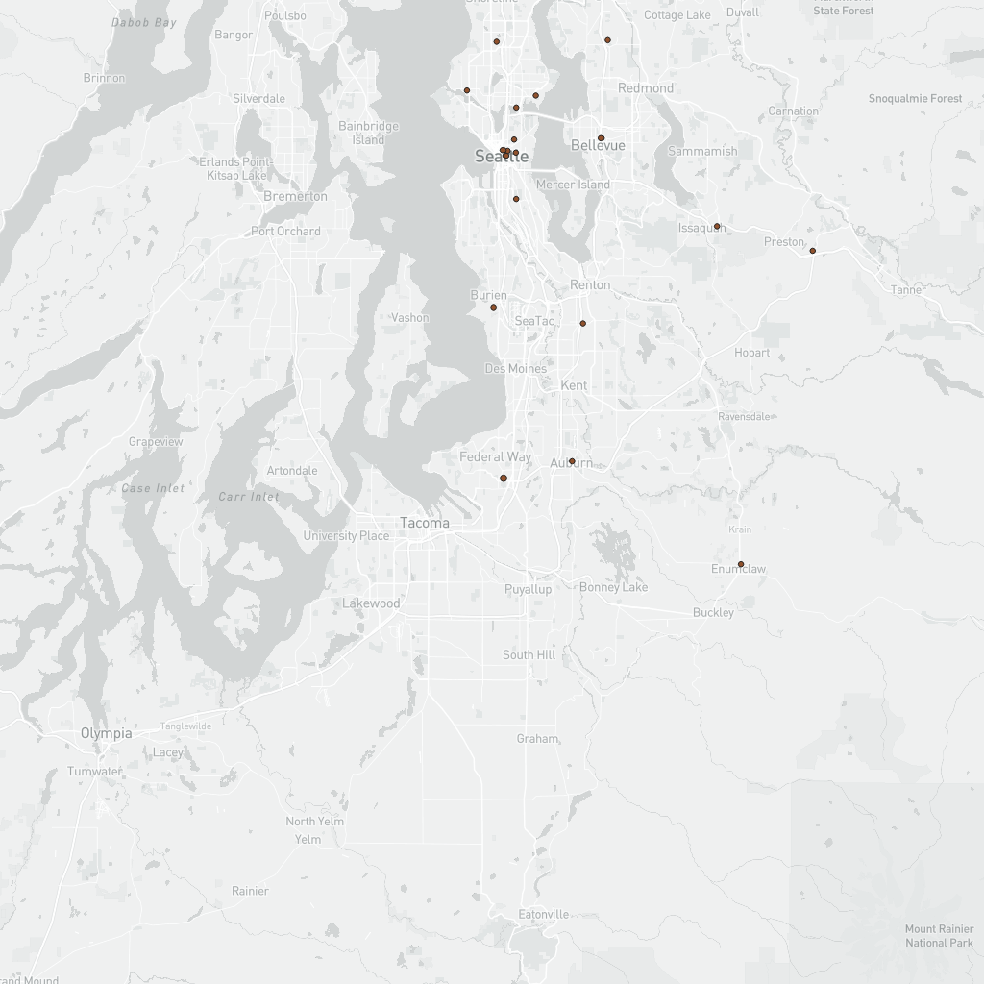 Shoreline
Cottage Lake
Duvall
State Forest
Poulsbo
Dabob Bay
Bargor
Brinnon
Redmond
Silverdale
Snoqualmie Forest
Carnation
Bainbridge
Island
Seattle
Bellevue
Sammamish
Erlands Point-
Kitsap Lake
Mercer Island
Bremerton
Port Orchard
Issaquah
Preston
Renton
Tanne
Burien
Vashon
SeaTac
Hobart
Des Moines
Kent
Ravensdale
Grapeview
Federal Way
Auburn
Artondale
Case Inlet
Carr Inlet
Tacoma
University Place
Krain
Enumclaw
Puyallup
Bonney Lake
Lakewood
Buckley
South Hill
Tanglewilde
Olympia
Graham
Lacey
Tumwater
North Yelm
Yelm
Rainier
Eatonville
Mount Rainier
National Park
rand Mound